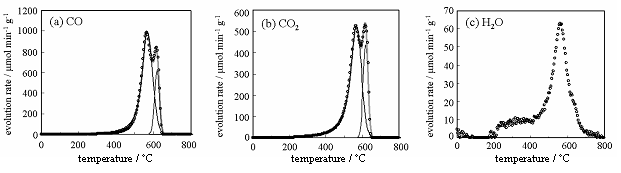 (a) CO
evolution rate / μmol min⁻¹ g⁻¹
1200
1000
800
600
400
200
0
0 200 400 600 800
temperature / °C
(b) CO₂
evolution rate / μmol min⁻¹ g⁻¹
600
500
400
300
200
100
0
0 200 400 600 800
temperature / °C
(c) H₂O
evolution rate / μmol min⁻¹ g⁻¹
70
60
50
40
30
20
10
0
0 200 400 600 800
temperature / °C